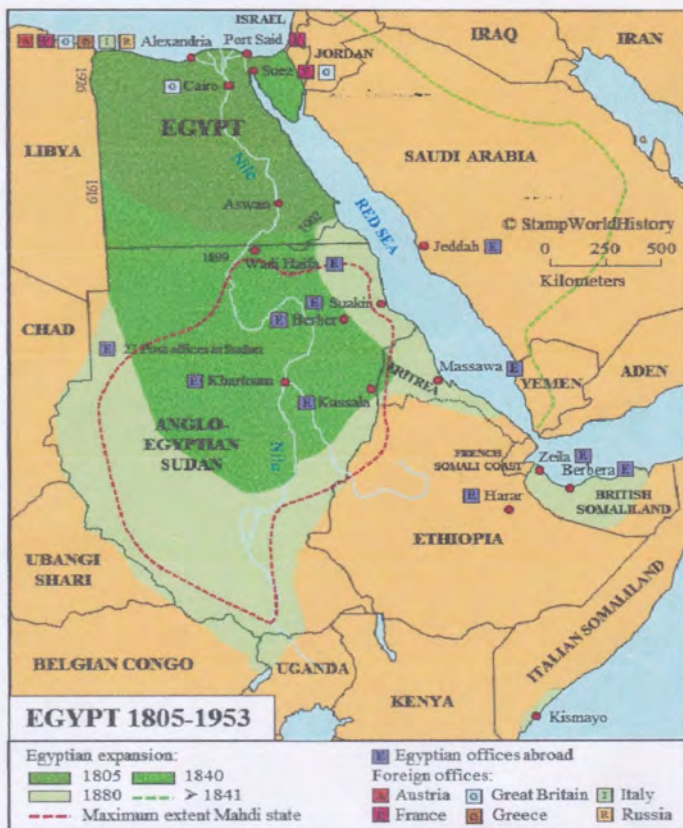 ISRAEL
A F G G I R
Alexandria
Port Said
F
JORDAN
IRAQ
IRAN
Suez F G
G Cairo
1926
EGYPT
LIBYA
Nile
SAUDI ARABIA
1919
Aswan
RED SEA
1902
© StampWorldHistory
Jeddah E
0 250 500
Kilometers
1899
Wadi Haifa E
E Suakin
E Berber
CHAD
E 22 Post offices in Sudan
E Khartoum
E Kassala
ERITREA
Massawa E
YEMEN
ADEN
ANGLO-
EGYPTIAN
SUDAN
Nile
FRENCH
SOMALI COAST
Zeila E
Berbera E
E Harar
BRITISH
SOMALILAND
ETHIOPIA
UBANGI
SHARI
ITALIAN SOMALILAND
BELGIAN CONGO
UGANDA
KENYA
Kismayo
EGYPT 1805-1953
Egyptian expansion:
1805 1840
1880 > 1841
Maximum extent Mahdi state
E Egyptian offices abroad
Foreign offices:
A Austria G Great Britain I Italy
F France G Greece R Russia